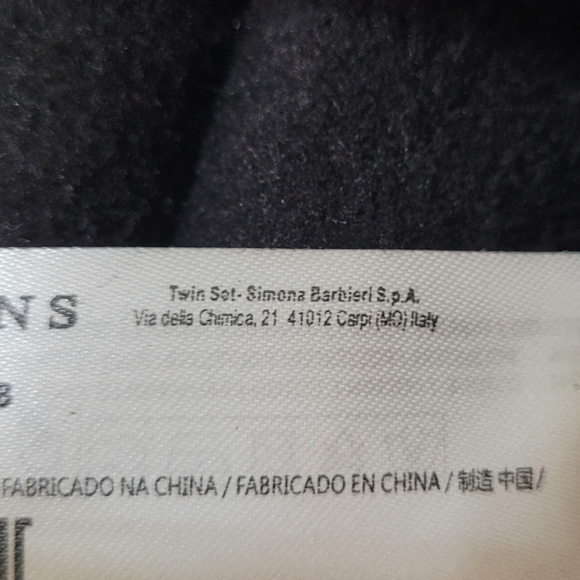 Twin Set - Simona Barbieri S.p.A.
NS Via della Chimica, 21 41012 Carpi (MO) Italy
FABRICADO NA CHINA / FABRICADO EN CHINA / 制造 中国 /